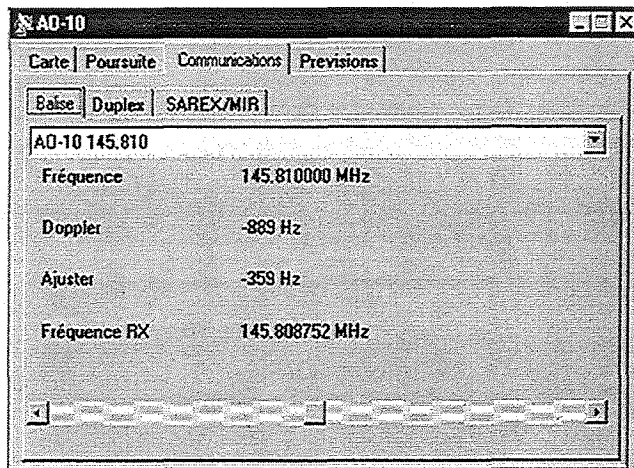 AO-10
Carte Poursuite Communications Previsions
Balise Duplex SAREX/MIR
AO-10 145.810
Fréquence 145.810000 MHz
Doppler -889 Hz
Ajuster -359 Hz
Fréquence RX 145.808752 MHz